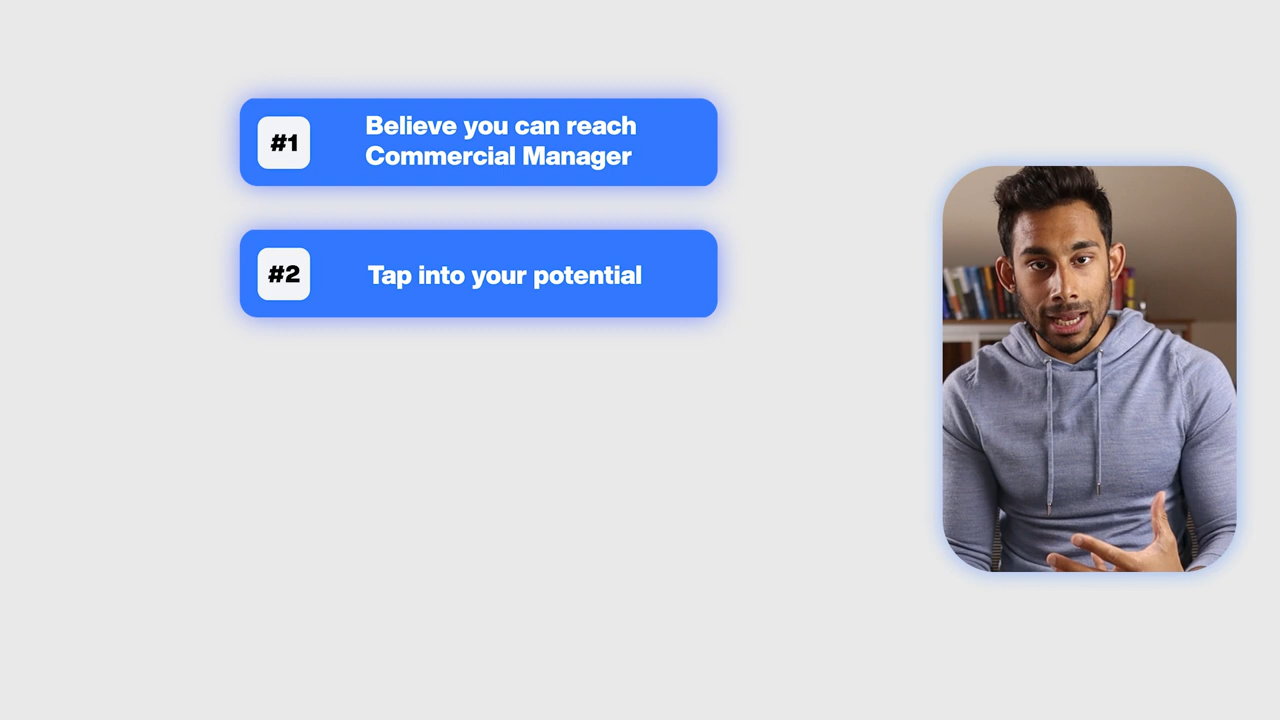 #1
Believe you can reach
Commercial Manager
#2
Tap into your potential